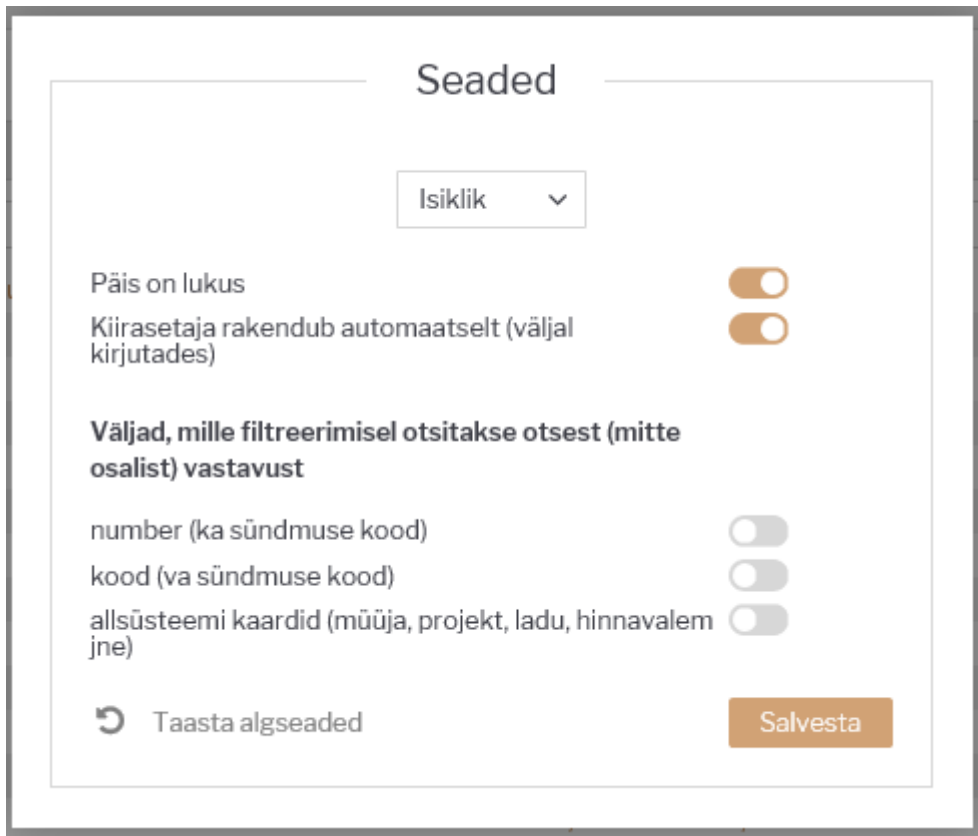 Seaded
Isiklik
Päis on lukus
Kiirasetaja rakendub automaatselt (väljal
kirjutades)
Väljad, mille filtreerimisel otsitakse otsest (mitte
osalist) vastavust
number (ka sündmuse kood)
kood (va sündmuse kood)
allsüsteemi kaardid (müüja, projekt, ladu, hinnavalem
jne)
Taasta algseaded
Salvesta